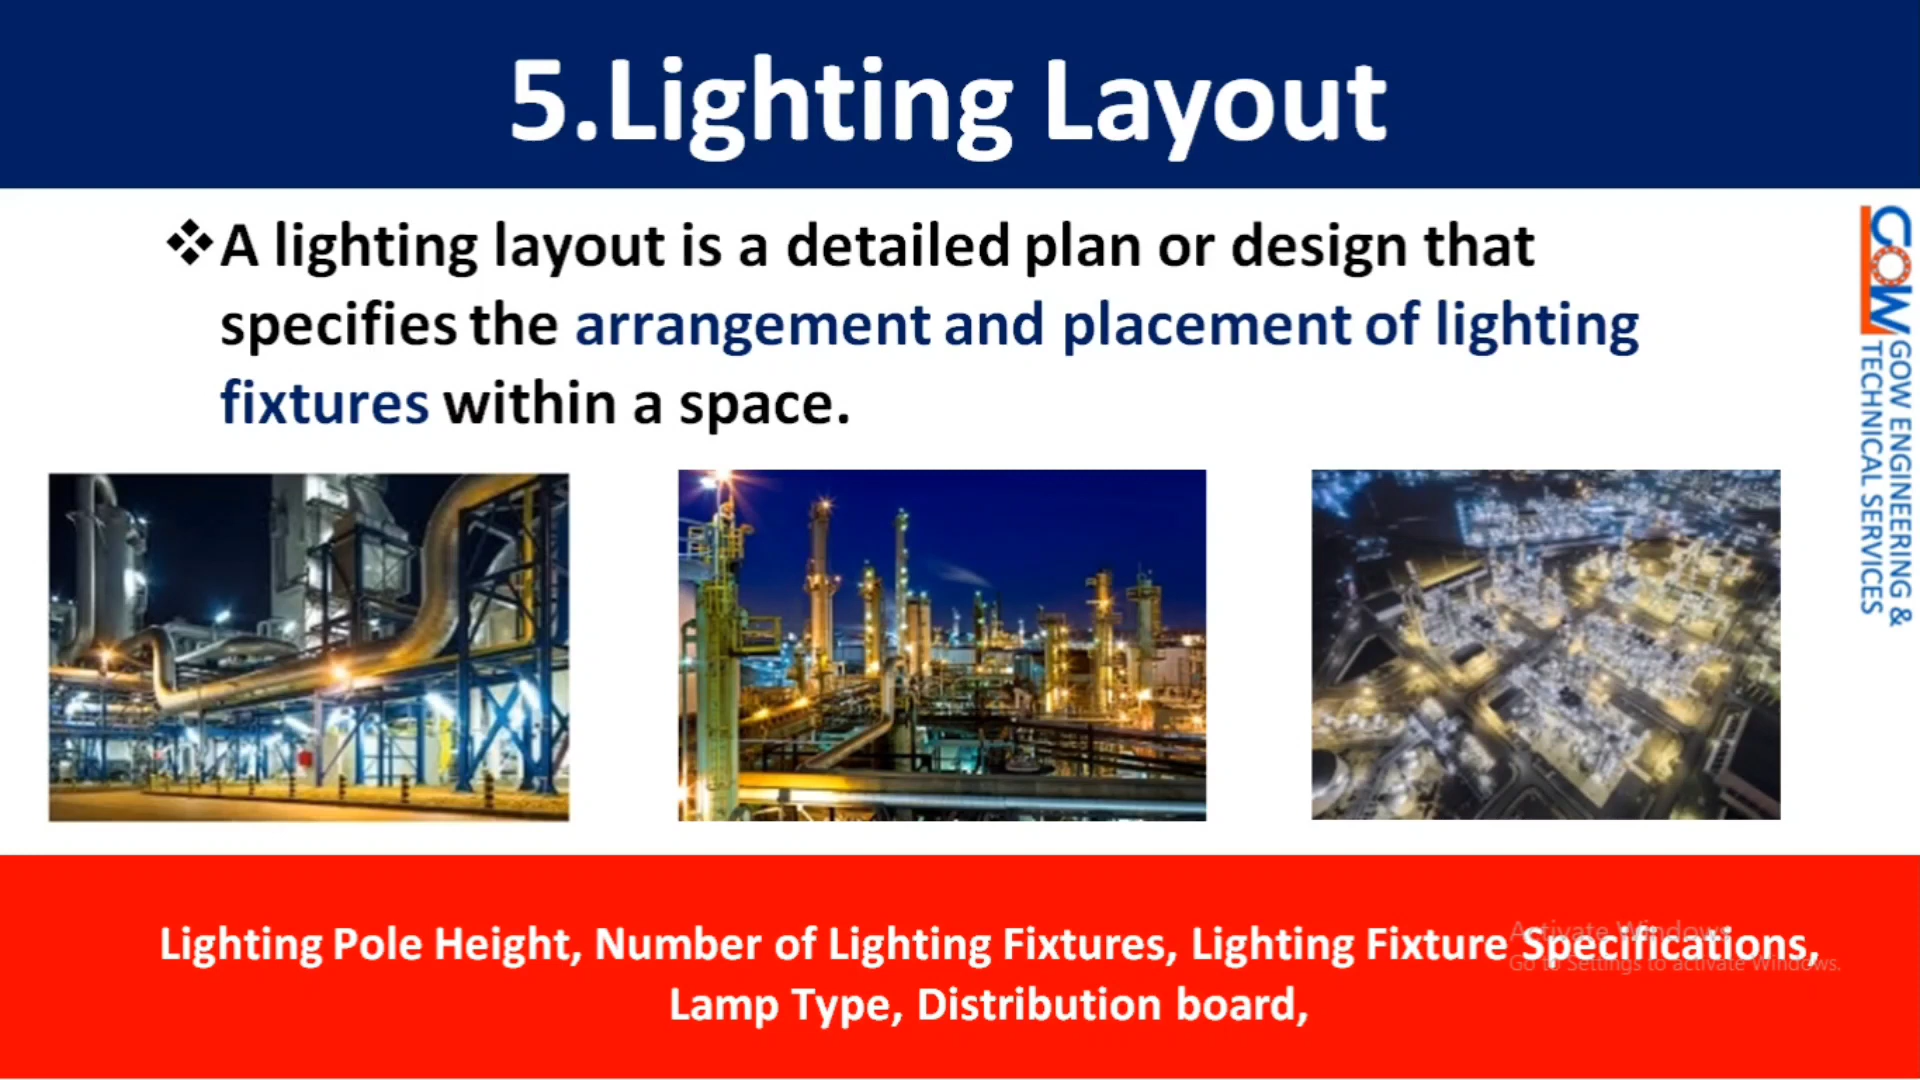 5.Lighting Layout
❖A lighting layout is a detailed plan or design that
specifies the arrangement and placement of lighting
fixtures within a space.
GOW
GOW ENGINEERING &
TECHNICAL SERVICES
Lighting Pole Height, Number of Lighting Fixtures, Lighting Fixture Specifications,
Lamp Type, Distribution board,
Activate Windows
Go to Settings to activate Windows.